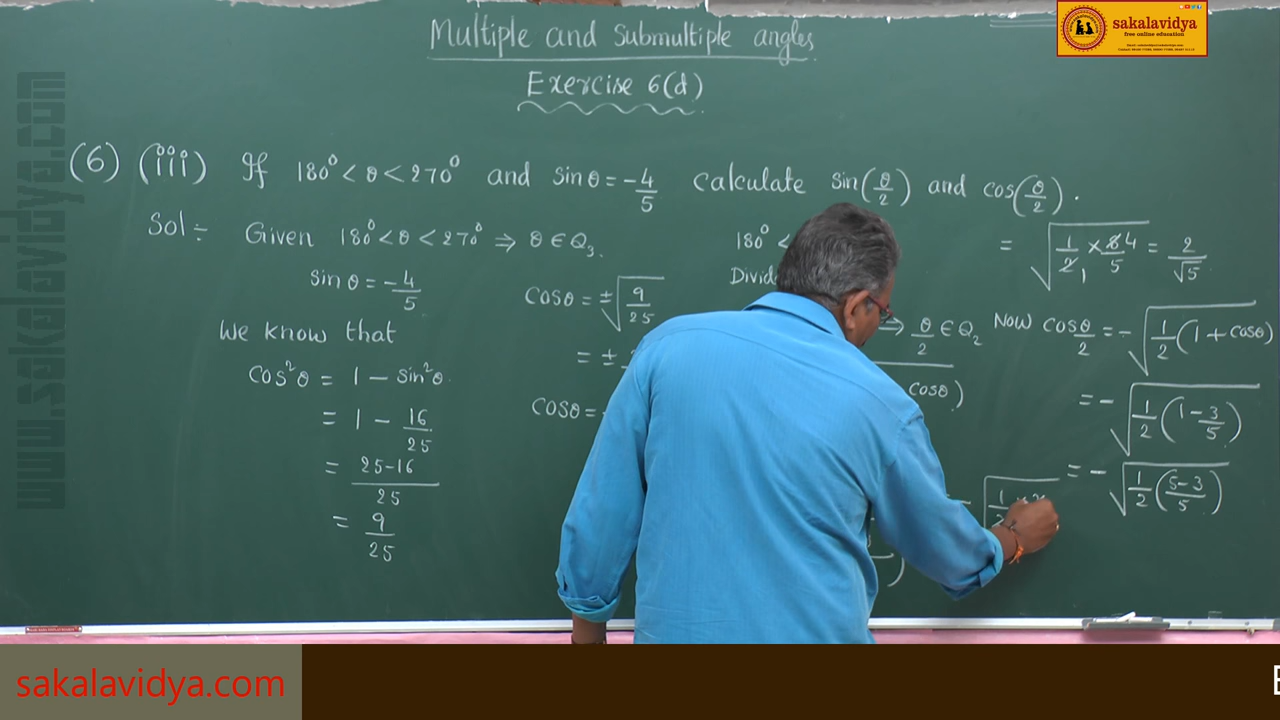 Multiple and Submultiple angles
Exercise 6(d)
sakalavidya
free online education
www.sakalavidya.com
(6) (iii) If 180° < θ < 270° and sinθ = -4/5 calculate sin(θ/2) and cos(θ/2).
Sol:- Given 180° < θ < 270° ⇒ θ ∈ Q₃.
sinθ = -4/5
We know that
cos²θ = 1 - sin²θ.
= 1 - 16/25
= 25-16/25
= 9/25
cosθ = ±√(9/25)
= ±
cosθ =
180° <
⇒ θ/2 ∈ Q₂
cosθ)
= √(1/2 × 8/5) = 2/√5
Now cos θ/2 = -√(1/2(1 + cosθ))
= -√(1/2(1 - 3/5))
= -√(1/2(5-3/5))
sakalavidya.com